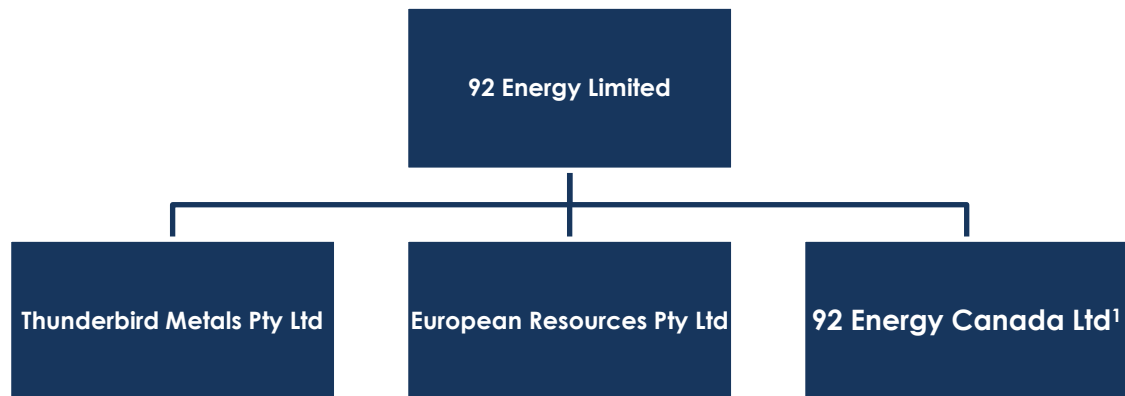 92 Energy Limited
Thunderbird Metals Pty Ltd
European Resources Pty Ltd
92 Energy Canada Ltd¹